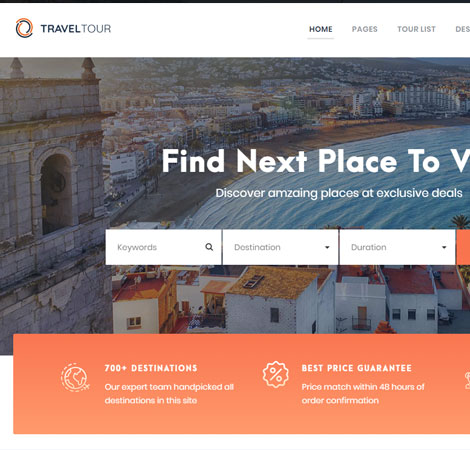 TRAVELTOUR
HOME PAGES TOUR LIST DES
Find Next Place To V
Discover amzaing places at exclusive deals
Keywords Destination Duration
700+ DESTINATIONS
Our expert team handpicked all
destinations in this site
BEST PRICE GUARANTEE
Price match within 48 hours of
order confirmation